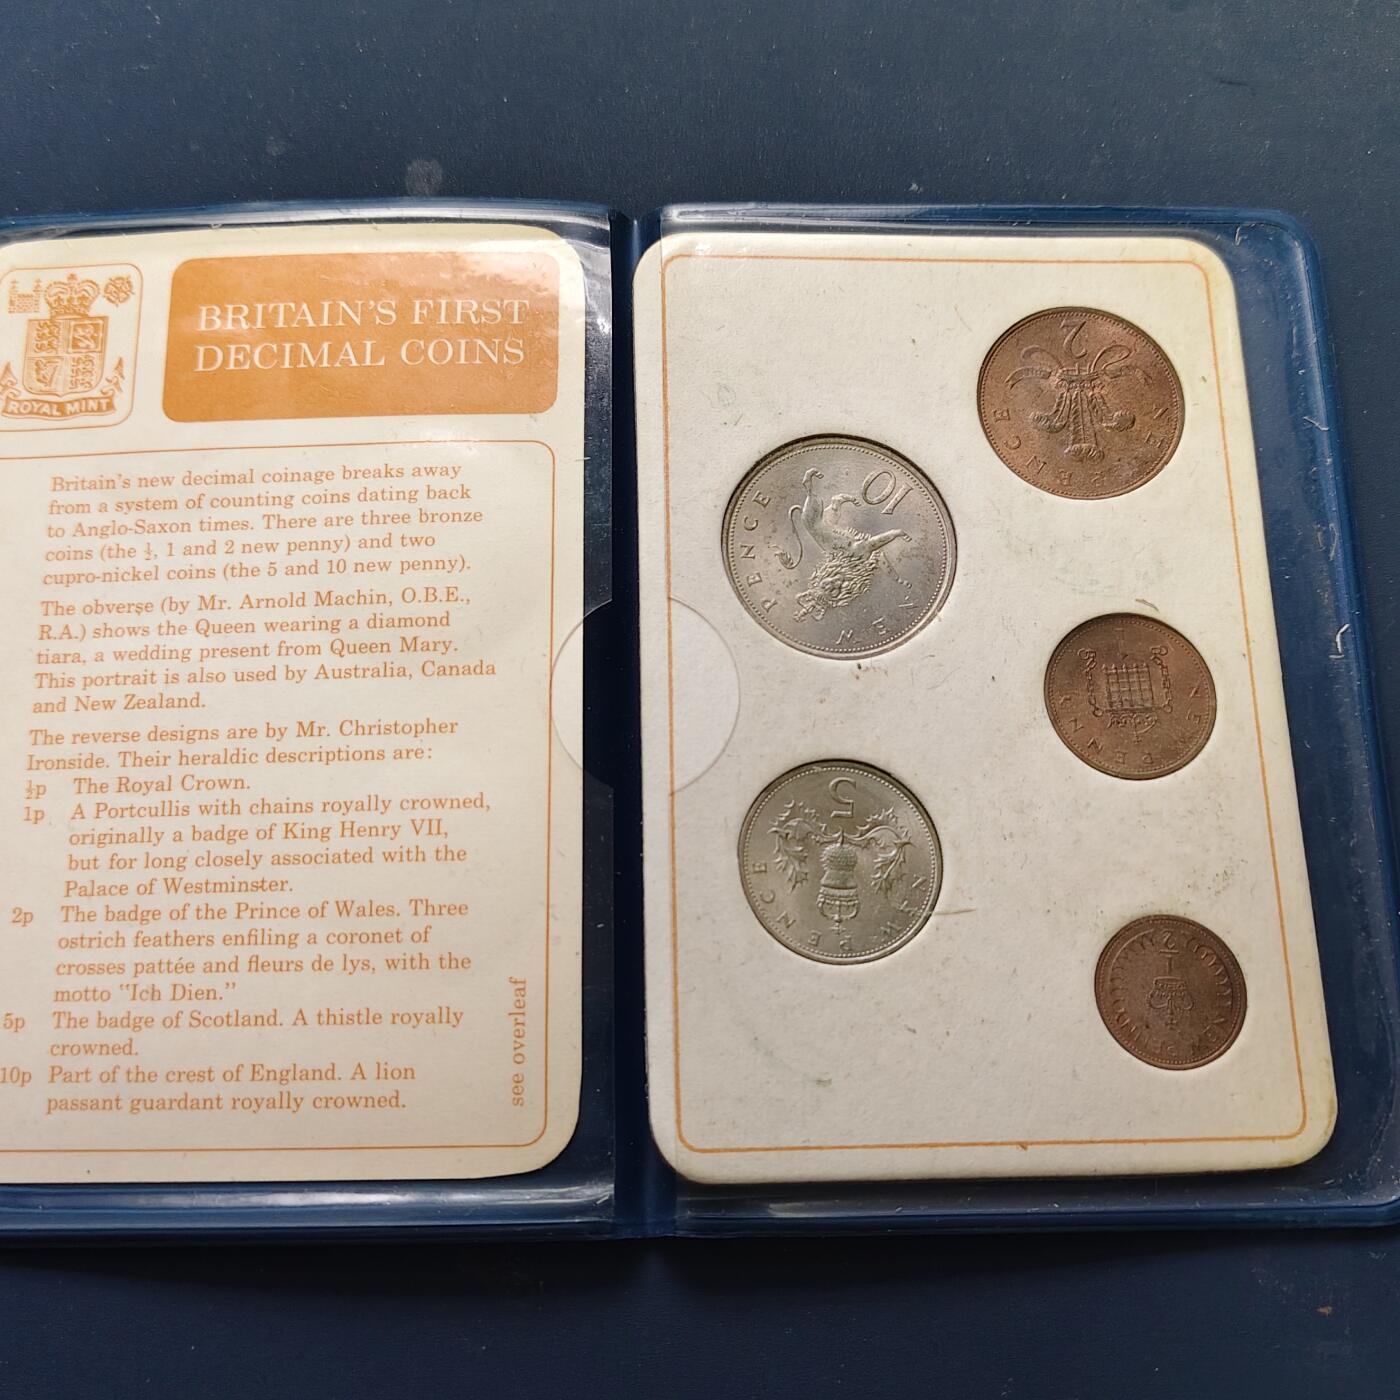 ROYAL MINT
BRITAIN'S FIRST
DECIMAL COINS
Britain's new decimal coinage breaks away
from a system of counting coins dating back
to Anglo-Saxon times. There are three bronze
coins (the ½, 1 and 2 new penny) and two
cupro-nickel coins (the 5 and 10 new penny).
The obverse (by Mr. Arnold Machin, O.B.E.,
R.A.) shows the Queen wearing a diamond
tiara, a wedding present from Queen Mary.
This portrait is also used by Australia, Canada
and New Zealand.
The reverse designs are by Mr. Christopher
Ironside. Their heraldic descriptions are:
½p The Royal Crown.
1p A Portcullis with chains royally crowned,
originally a badge of King Henry VII,
but for long closely associated with the
Palace of Westminster.
2p The badge of the Prince of Wales. Three
ostrich feathers enfiling a coronet of
crosses pattée and fleurs de lys, with the
motto "Ich Dien."
5p The badge of Scotland. A thistle royally
crowned.
10p Part of the crest of England. A lion
passant guardant royally crowned.
see overleaf
2
NEW PENCE
10
NEW PENCE
1
NEW PENNY
5
NEW PENCE
½
NEW PENNY